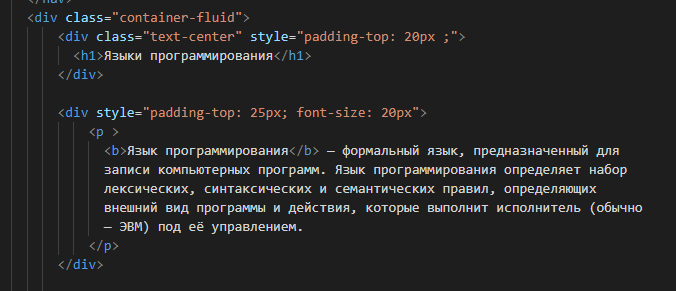 </nav>
<div class="container-fluid">
<div class="text-center" style="padding-top: 20px ;">
<h1>Языки программирования</h1>
</div>
<div style="padding-top: 25px; font-size: 20px">
<p >
<b>Язык программирования</b> — формальный язык, предназначенный для
записи компьютерных программ. Язык программирования определяет набор
лексических, синтаксических и семантических правил, определяющих
внешний вид программы и действия, которые выполнит исполнитель (обычно
— ЭВМ) под её управлением.
</p>
</div>